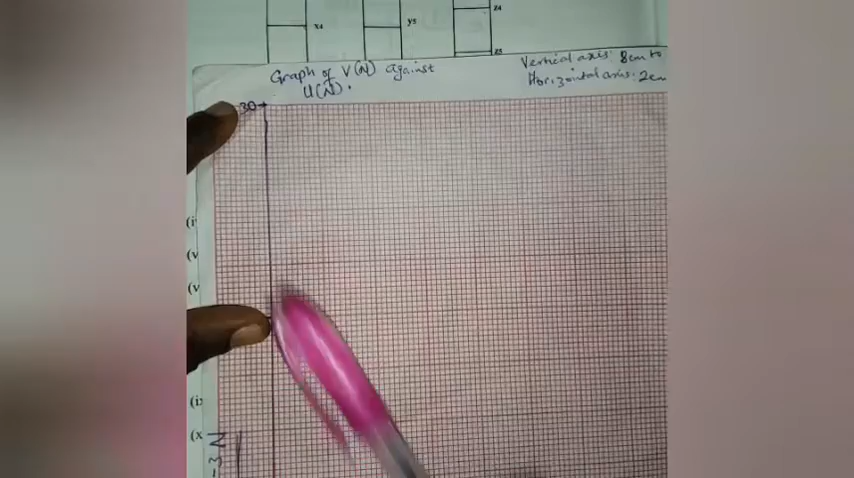 x4
y5
z4
z5
Graph of V(N) against
U(N).
Vertical axis: 8cm to
Horizontal axis: 2cm
30
(v
(v
(x